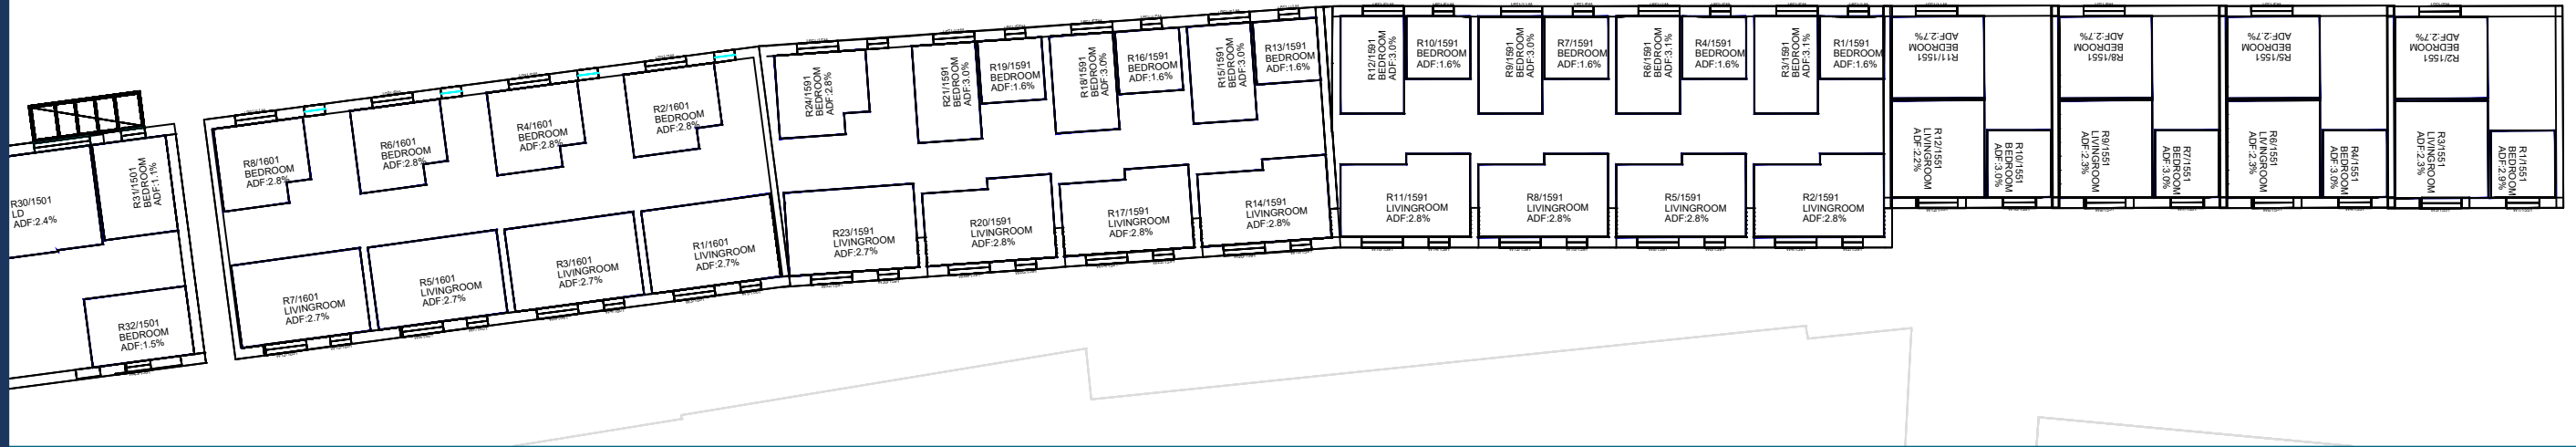 R30/1501
LD
ADF:2.4%
R31/1501
BEDROOM
ADF:1.1%
R32/1501
BEDROOM
ADF:1.5%
R8/1601
BEDROOM
ADF:2.8%
R6/1601
BEDROOM
ADF:2.8%
R4/1601
BEDROOM
ADF:2.8%
R2/1601
BEDROOM
ADF:2.8%
R7/1601
LIVINGROOM
ADF:2.7%
R5/1601
LIVINGROOM
ADF:2.7%
R3/1601
LIVINGROOM
ADF:2.7%
R1/1601
LIVINGROOM
ADF:2.7%
R24/1591
BEDROOM
ADF:2.8%
R21/1591
BEDROOM
ADF:3.0%
R19/1591
BEDROOM
ADF:1.6%
R18/1591
BEDROOM
ADF:3.0%
R16/1591
BEDROOM
ADF:1.6%
R15/1591
BEDROOM
ADF:3.0%
R13/1591
BEDROOM
ADF:1.6%
R23/1591
LIVINGROOM
ADF:2.7%
R20/1591
LIVINGROOM
ADF:2.8%
R17/1591
LIVINGROOM
ADF:2.8%
R14/1591
LIVINGROOM
ADF:2.8%
R12/1591
BEDROOM
ADF:3.0%
R10/1591
BEDROOM
ADF:1.6%
R9/1591
BEDROOM
ADF:3.0%
R7/1591
BEDROOM
ADF:1.6%
R6/1591
BEDROOM
ADF:3.1%
R4/1591
BEDROOM
ADF:1.6%
R3/1591
BEDROOM
ADF:3.1%
R1/1591
BEDROOM
ADF:1.6%
R11/1591
LIVINGROOM
ADF:2.8%
R8/1591
LIVINGROOM
ADF:2.8%
R5/1591
LIVINGROOM
ADF:2.8%
R2/1591
LIVINGROOM
ADF:2.8%
R11/1551
BEDROOM
ADF:2.7%
R8/1551
BEDROOM
ADF:2.7%
R5/1551
BEDROOM
ADF:2.7%
R2/1551
BEDROOM
ADF:2.7%
R12/1551
LIVINGROOM
ADF:2.2%
R10/1551
BEDROOM
ADF:3.0%
R9/1551
LIVINGROOM
ADF:2.3%
R7/1551
BEDROOM
ADF:3.0%
R6/1551
LIVINGROOM
ADF:2.3%
R4/1551
BEDROOM
ADF:3.0%
R3/1551
LIVINGROOM
ADF:2.3%
R1/1551
BEDROOM
ADF:2.9%